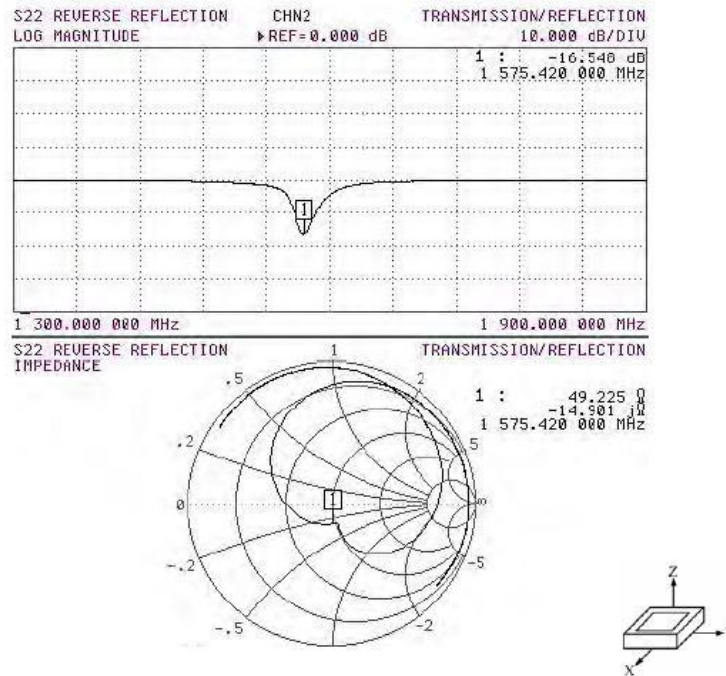 S22 REVERSE REFLECTION CHN2 TRANSMISSION/REFLECTION
LOG MAGNITUDE ▶REF=0.000 dB 10.000 dB/DIV
1 : -16.548 dB
1 575.420 000 MHz
1
1 300.000 000 MHz 1 900.000 000 MHz
S22 REVERSE REFLECTION TRANSMISSION/REFLECTION
IMPEDANCE
1
.5 2
1 : 49.225 Ω
-14.901 jΩ
1 575.420 000 MHz
.2 5
0 1 ∞
-.2 -5
-.5 -2
Z
X